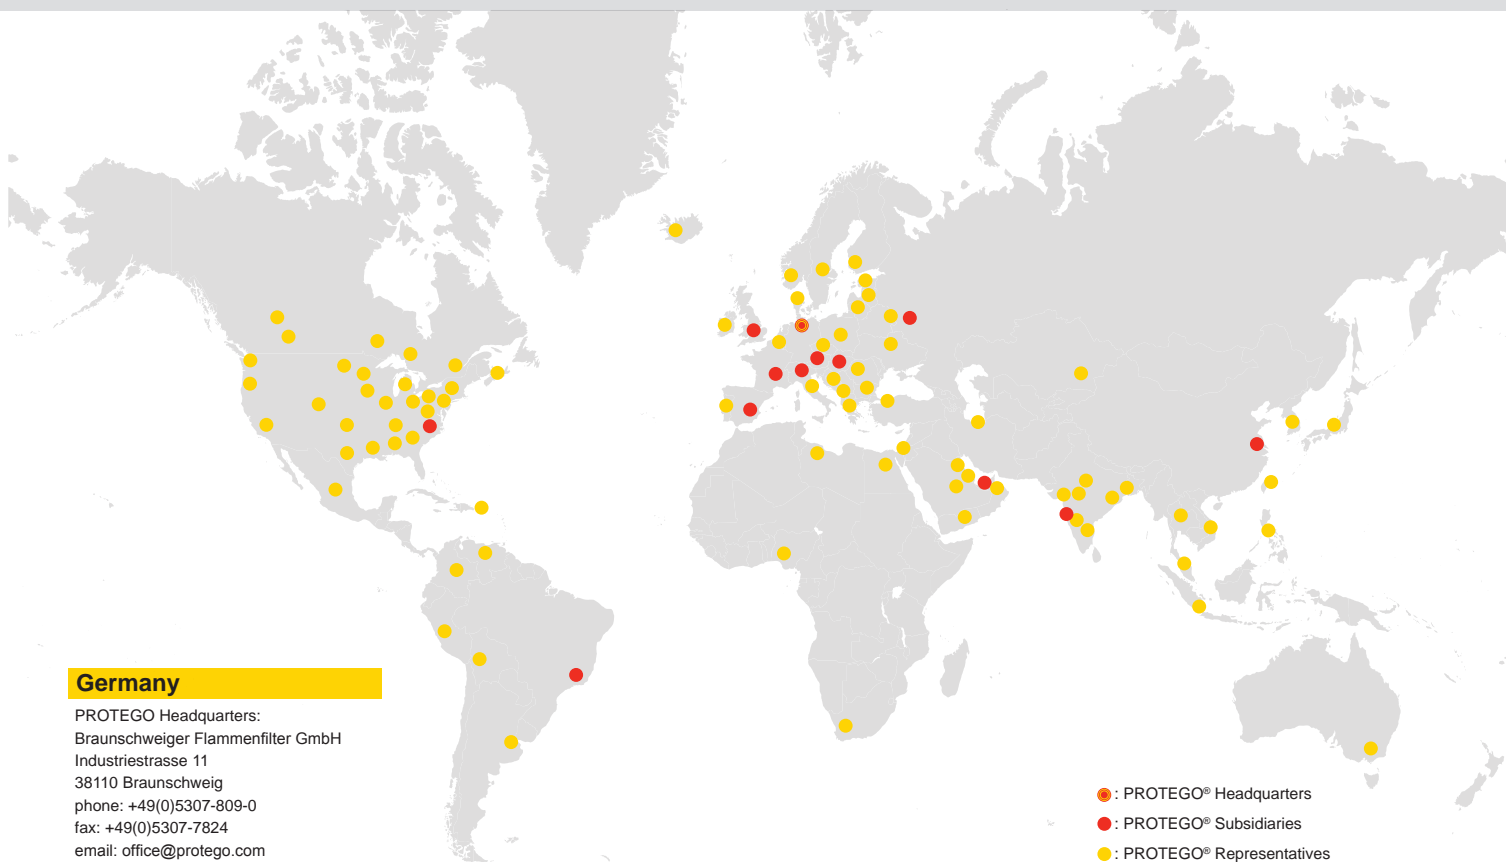 Germany
PROTEGO Headquarters:
Braunschweiger Flammenfilter GmbH
Industriestrasse 11
38110 Braunschweig
phone: +49(0)5307-809-0
fax: +49(0)5307-7824
email: office@protego.com
: PROTEGO® Headquarters
: PROTEGO® Subsidiaries
: PROTEGO® Representatives